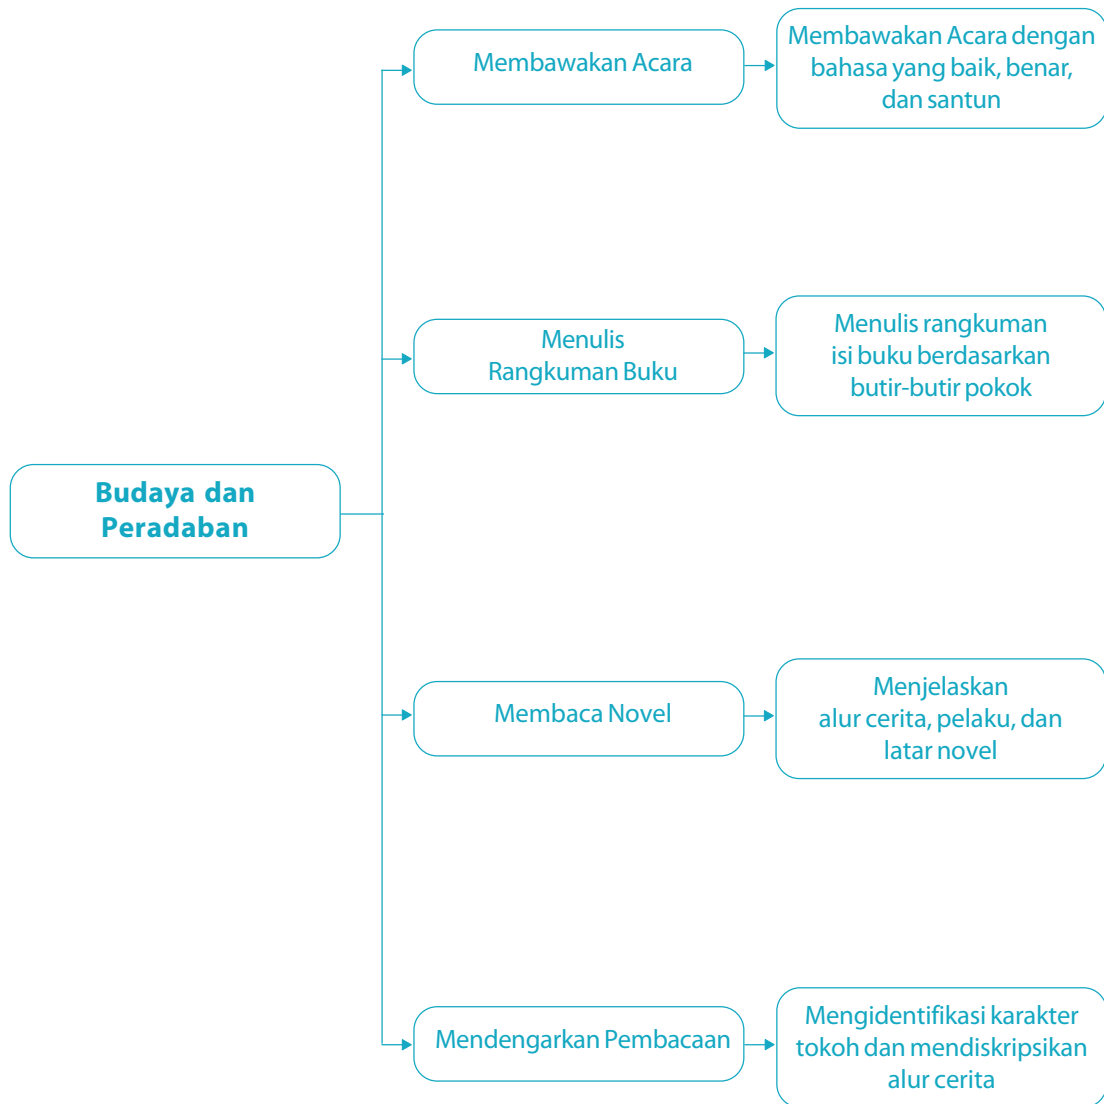 Membawakan Acara
Membawakan Acara dengan
bahasa yang baik, benar,
dan santun
Menulis
Rangkuman Buku
Menulis rangkuman
isi buku berdasarkan
butir-butir pokok
Budaya dan
Peradaban
Membaca Novel
Menjelaskan
alur cerita, pelaku, dan
latar novel
Mendengarkan Pembacaan
Mengidentifikasi karakter
tokoh dan mendiskripsikan
alur cerita